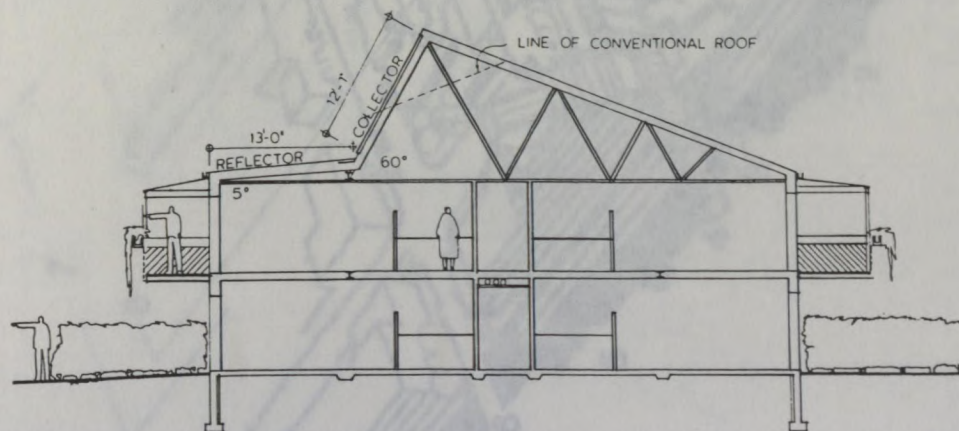 LINE OF CONVENTIONAL ROOF
12'-1"
COLLECTOR
13'-0"
REFLECTOR
60°
5°